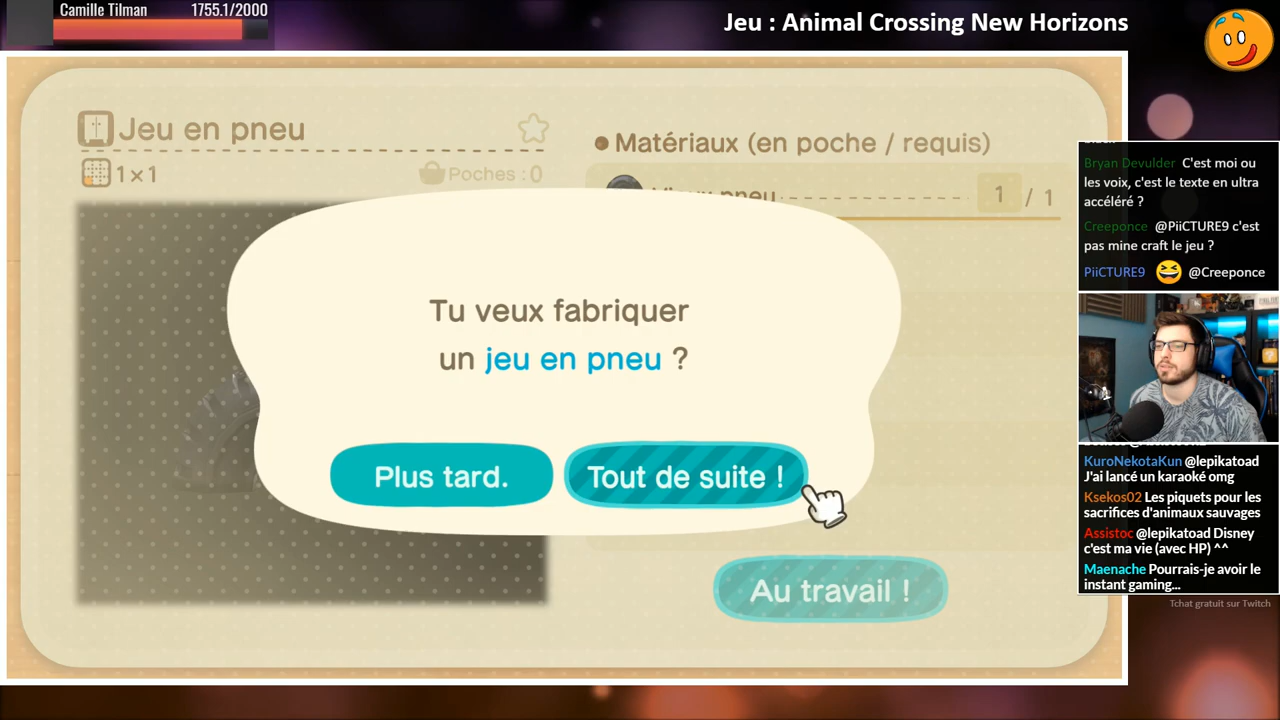 Camille Tilman 1755.1/2000
Jeu : Animal Crossing New Horizons
Jeu en pneu
1×1
Poches : 0
Matériaux (en poche / requis)
pneu
1 / 1
Tu veux fabriquer
un jeu en pneu ?
Plus tard.
Tout de suite !
Au travail !
Bryan Devulder C'est moi ou
les voix, c'est le texte en ultra
accéléré ?
Creeponce @PiiCTURE9 c'est
pas mine craft le jeu ?
PiiCTURE9 @Creeponce
KuroNekotaKun @lepikatoad
J'ai lancé un karaoké omg
Ksekos02 Les piquets pour les
sacrifices d'animaux sauvages
Assistoc @lepikatoad Disney
c'est ma vie (avec HP) ^^
Maenache Pourrais-je avoir le
instant gaming...
Tchat gratuit sur Twitch